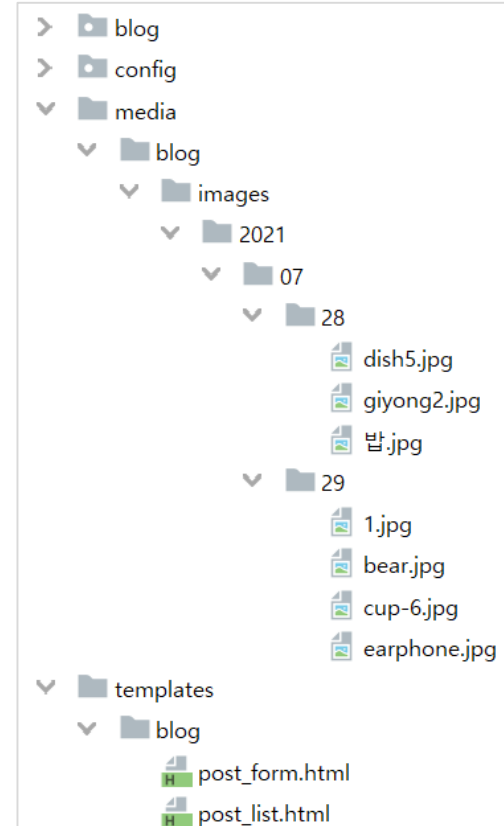 blog
config
media
blog
images
2021
07
28
dish5.jpg
giyong2.jpg
밥.jpg
29
1.jpg
bear.jpg
cup-6.jpg
earphone.jpg
templates
blog
H post_form.html
H post_list.html